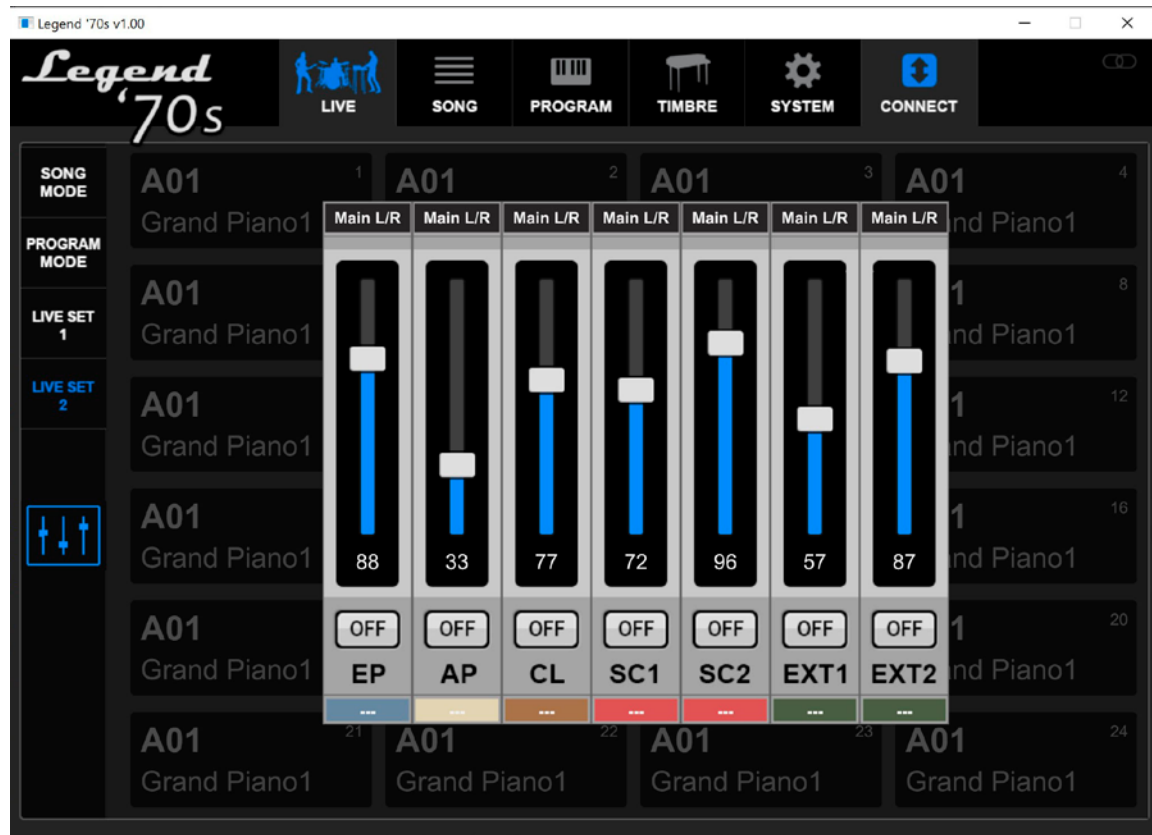 Legend '70s v1.00
Legend
'70s
LIVE
SONG
PROGRAM
TIMBRE
SYSTEM
CONNECT
SONG
MODE
PROGRAM
MODE
LIVE SET
1
LIVE SET
2
A01 1
Grand Piano1
A01 2
A01 3
A01 4
nd Piano1
Main L/R Main L/R Main L/R Main L/R Main L/R Main L/R Main L/R
A01
Grand Piano1
1 8
nd Piano1
A01
Grand Piano1
1 12
nd Piano1
A01
Grand Piano1
1 16
nd Piano1
88 33 77 72 96 57 87
A01
Grand Piano1
1 20
nd Piano1
OFF OFF OFF OFF OFF OFF OFF
EP AP CL SC1 SC2 EXT1 EXT2
--- --- --- --- --- --- ---
A01 21
Grand Piano1
A01 22
Grand Piano1
A01 23
Grand Piano1
A01 24
Grand Piano1